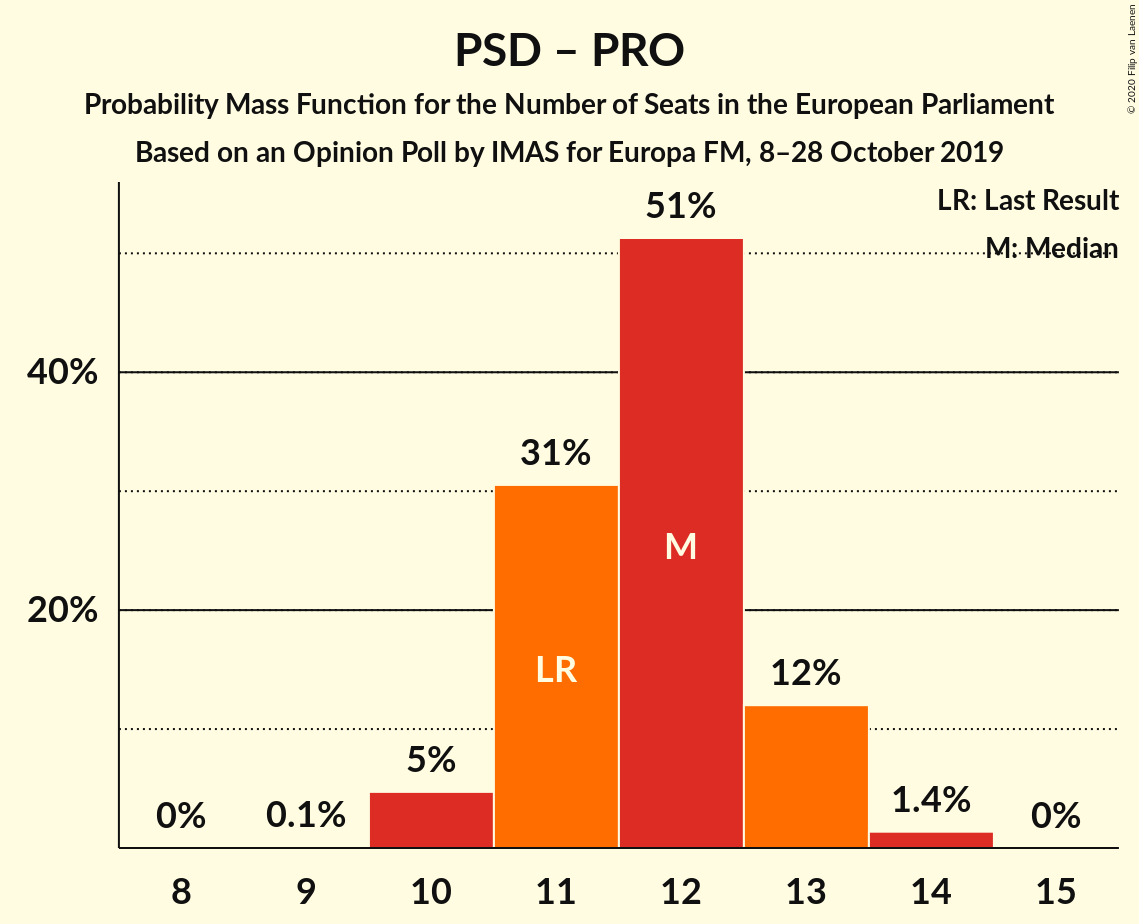 PSD – PRO
Probability Mass Function for the Number of Seats in the European Parliament
Based on an Opinion Poll by IMAS for Europa FM, 8–28 October 2019
© 2020 Filip van Laenen
LR: Last Result
M: Median
51%
40%
31%
M
20%
LR
12%
5%
1.4%
0%
0.1%
0%
8 9 10 11 12 13 14 15